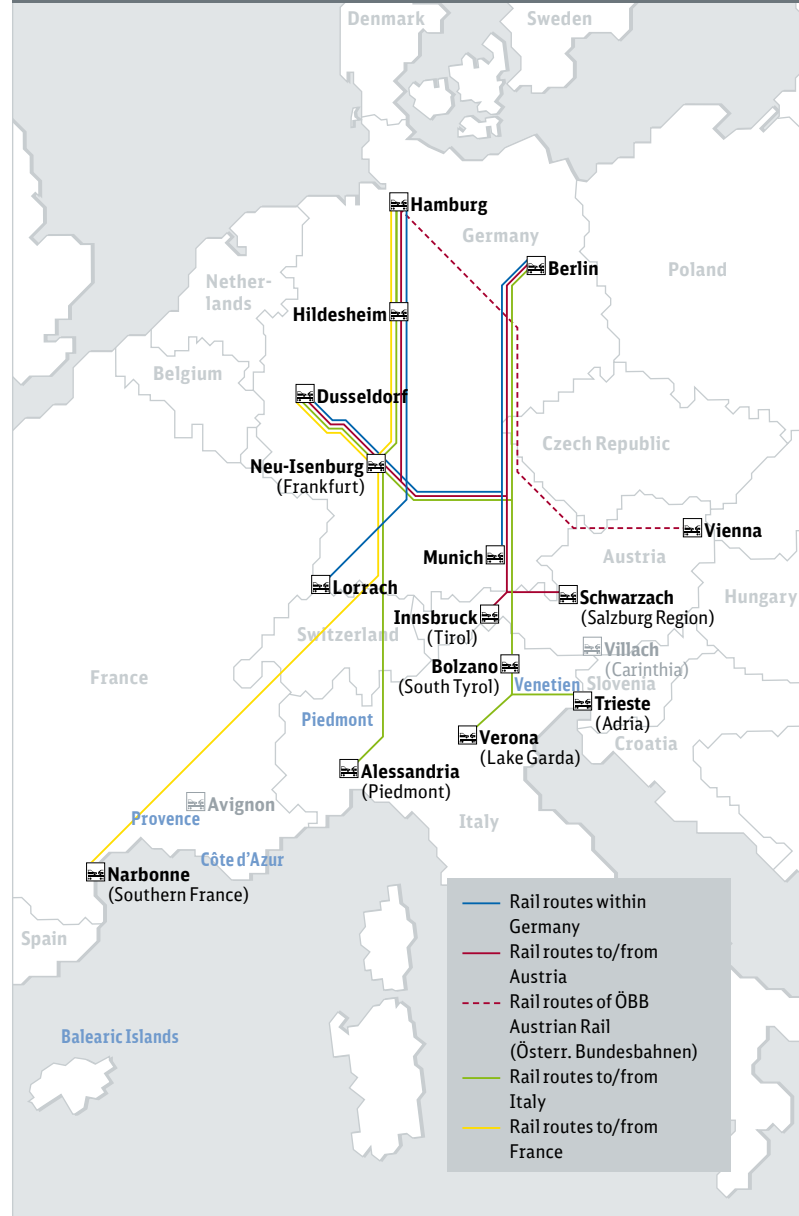 Denmark
Sweden
Hamburg
Germany
Berlin
Poland
Nether-
lands
Hildesheim
Belgium
Dusseldorf
Czech Republic
Neu-Isenburg
(Frankfurt)
Vienna
Munich
Austria
Lorrach
Schwarzach
(Salzburg Region)
Hungary
Innsbruck
(Tirol)
Switzerland
Villach
(Carinthia)
Bolzano
(South Tyrol)
France
Venetien
Slovenia
Trieste
(Adria)
Piedmont
Verona
(Lake Garda)
Croatia
Alessandria
(Piedmont)
Avignon
Provence
Italy
Côte d'Azur
Narbonne
(Southern France)
Spain
Balearic Islands
Rail routes within
Germany
Rail routes to/from
Austria
Rail routes of ÖBB
Austrian Rail
(Österr. Bundesbahnen)
Rail routes to/from
Italy
Rail routes to/from
France